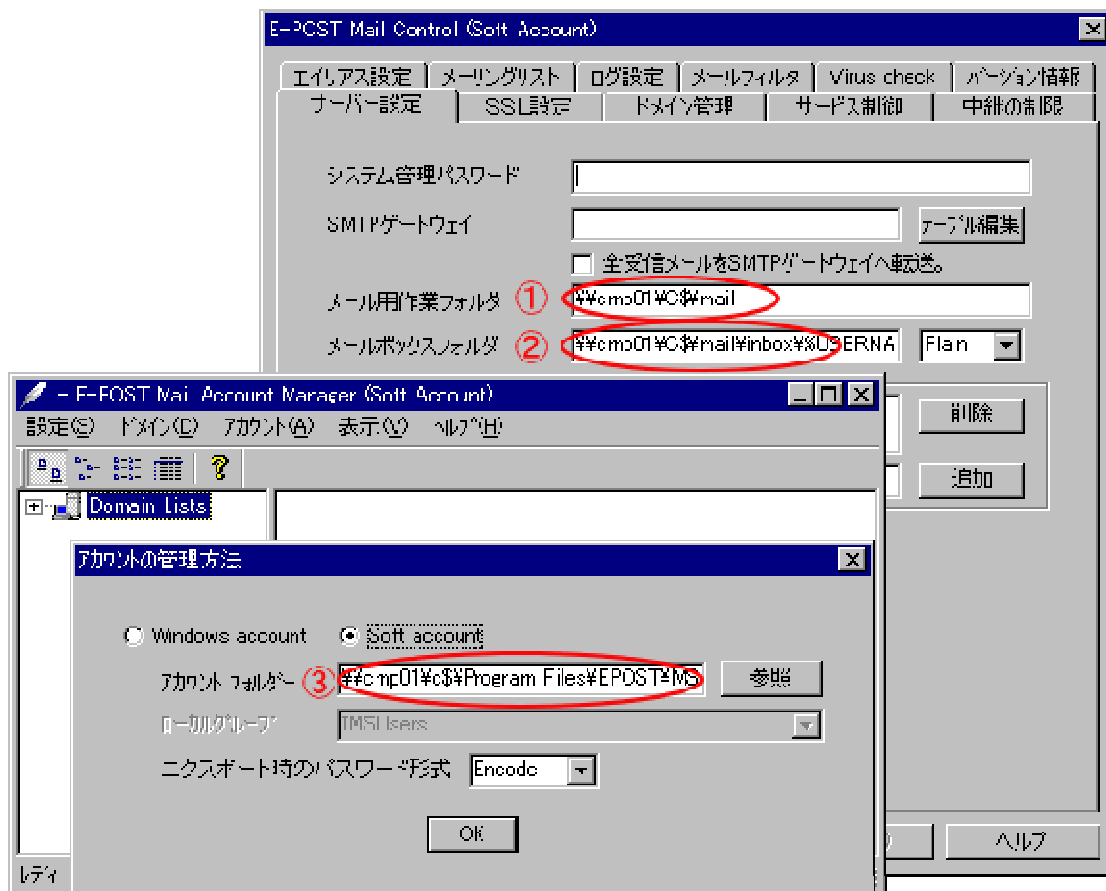 E-POST Mail Control (Soft Account)
エイリアス設定 メーリングリスト ログ設定 メールフィルタ Virus check バージョン情報
サーバー設定 SSL設定 ドメイン管理 サービス制御 中継の制限
システム管理パスワード
SMTPゲートウェイ テーブル編集
全受信メールをSMTPゲートウェイへ転送。
メール用作業フォルダ ① ¥¥cmp01¥C$¥mail
メールボックスフォルダ ② ¥¥cmp01¥C$¥mail¥inbox¥%USERNA Plain
削除
追加
ヘルプ
- E-POST Mail Account Manager (Soft Account)
設定(S) ドメイン(D) アカウント(A) 表示(V) ヘルプ(H)
Domain Lists
アカウントの管理方法
Windows account Soft account
アカウント フォルダー ③ ¥¥cmp01¥c$¥Program Files¥EPOST¥MS 参照
ローカルグループ IMSUsers
エクスポート時のパスワード形式 Encode
OK
レディ